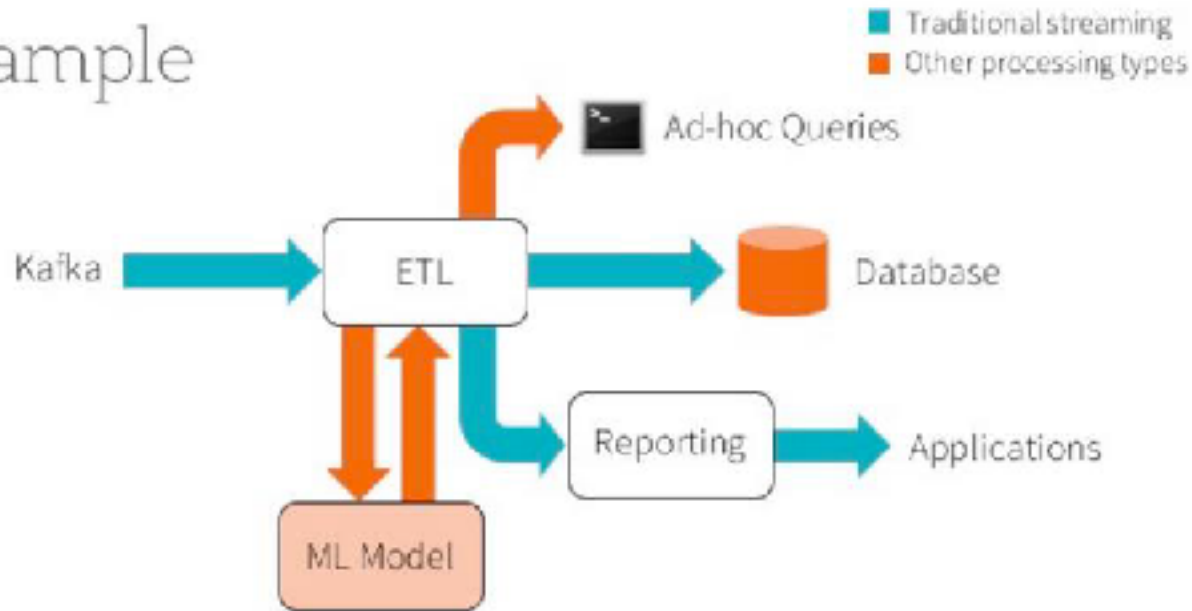 ample
Traditional streaming
Other processing types
>_
Ad-hoc Queries
Kafka
ETL
Database
Reporting
Applications
ML Model